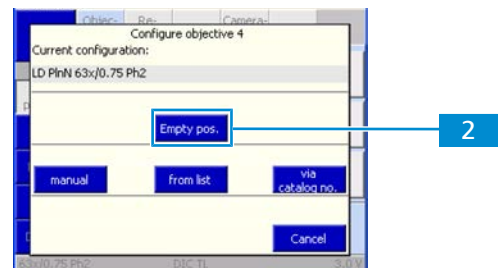 Objec- Re- Camera-
Configure objective 4
Current configuration:
LD PlnN 63x/0.75 Ph2
Empty pos.
2
manual from list via
catalog no.
Cancel
63x/0.75 Ph2 DIC TL 3.0 V